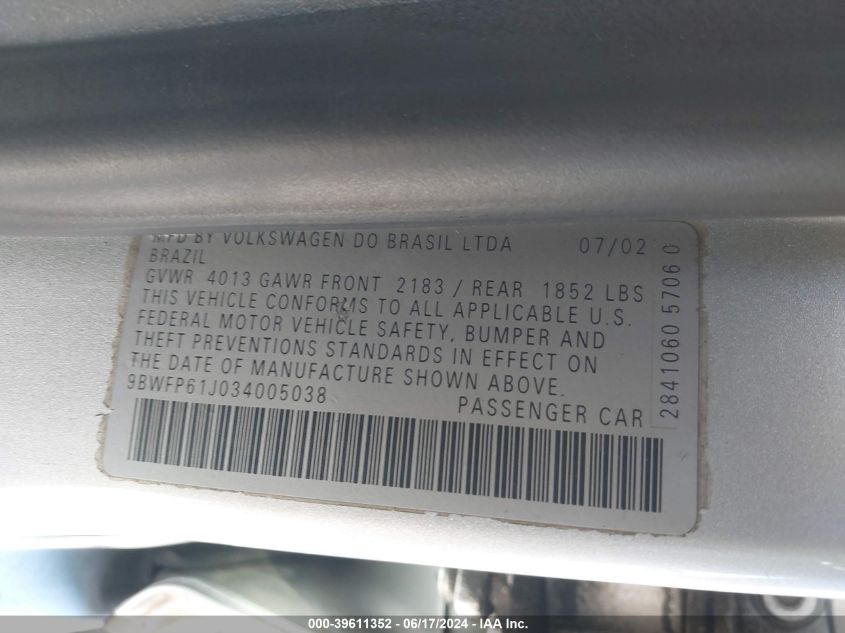 MFD BY VOLKSWAGEN DO BRASIL LTDA 07/02
BRAZIL
GVWR 4013 GAWR FRONT 2183 / REAR 1852 LBS
THIS VEHICLE CONFORMS TO ALL APPLICABLE U.S.
FEDERAL MOTOR VEHICLE SAFETY, BUMPER AND
THEFT PREVENTIONS STANDARDS IN EFFECT ON
THE DATE OF MANUFACTURE SHOWN ABOVE.
9BWFP61J034005038 PASSENGER CAR
2841060 5706 0
000-39611352 - 06/17/2024 - IAA Inc.